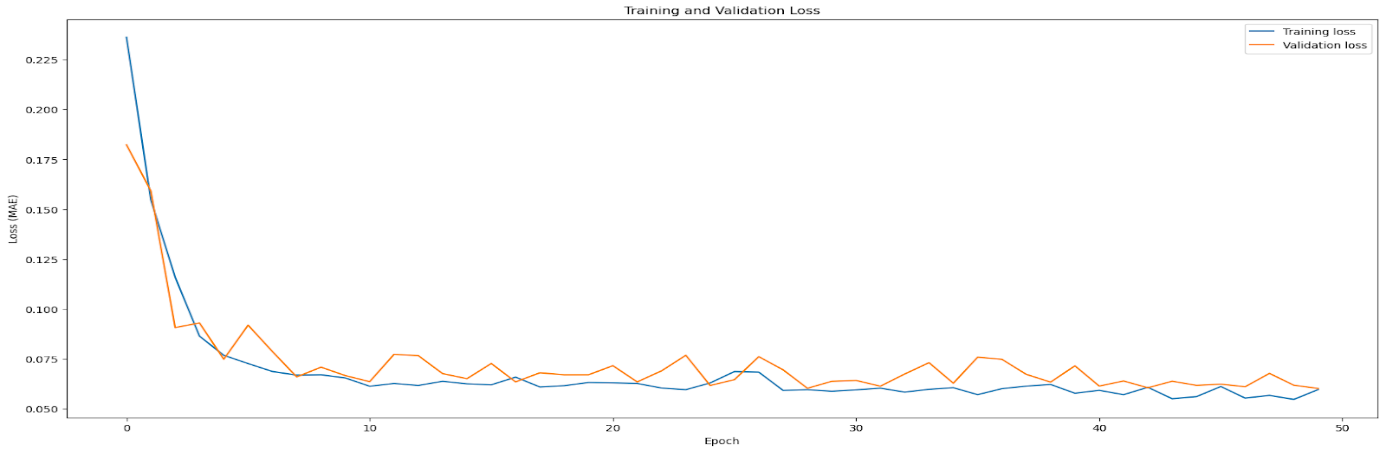 Training and Validation Loss
Training loss
Validation loss
0.225
0.200
0.175
0.150
0.125
0.100
0.075
0.050
Loss (MAE)
0 10 20 30 40 50
Epoch